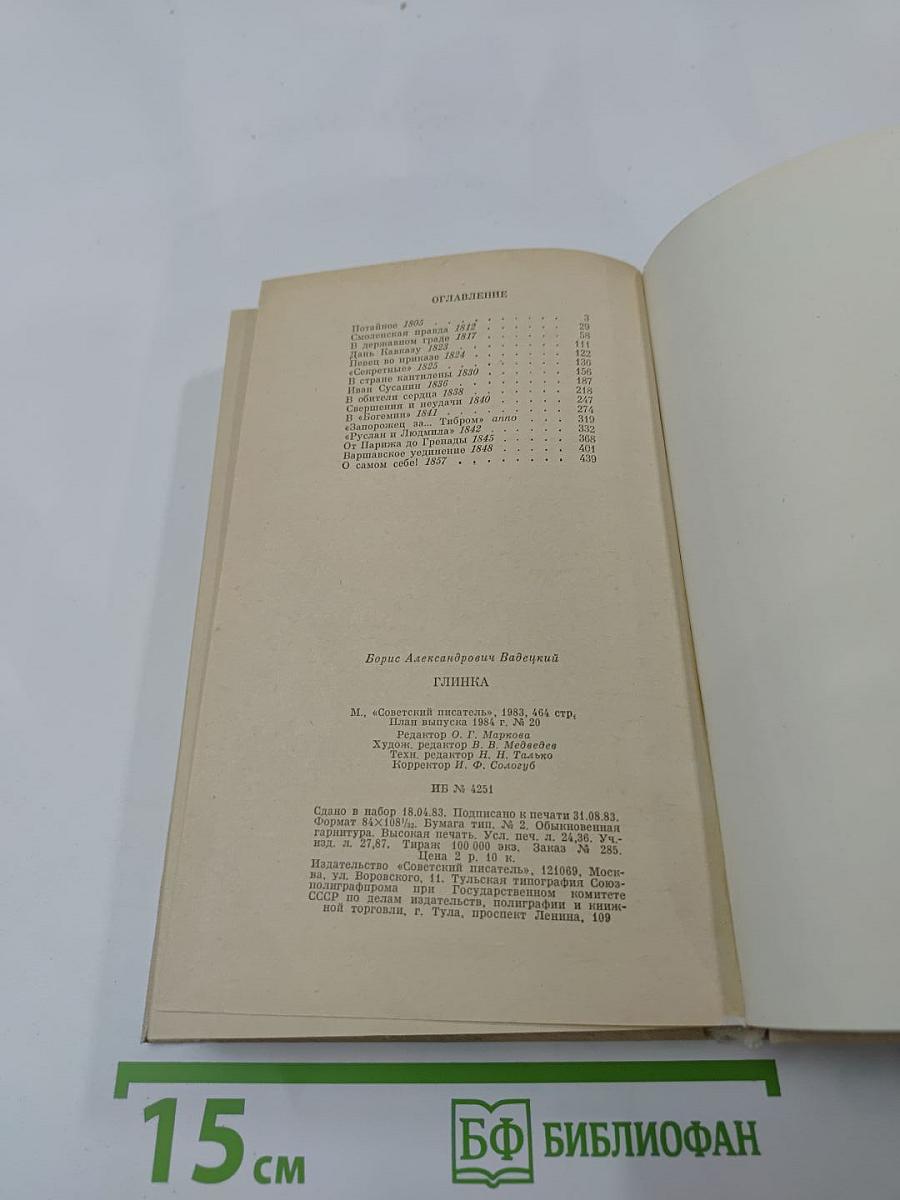 ОГЛАВЛЕНИЕ
Потайное 1805 . . . . . . . . . 3
Смоленская правда 1812 . . . . . . 29
В державном граде 1817 . . . . . . 58
Дань Кавказу 1823 . . . . . . . . 111
Певец во приказе 1824 . . . . . . . 122
«Секретные» 1825 . . . . . . . . 136
В стране кантилены 1830 . . . . . . 156
Иван Сусанин 1836 . . . . . . . . 187
В обители сердца 1838 . . . . . . . 218
Свершения и неудачи 1840 . . . . . 247
В «Богемии» 1841 . . . . . . . . 274
«Запорожец за... Тибром» anno . . . 319
«Руслан и Людмила» 1842 . . . . . . 332
От Парижа до Гренады 1845 . . . . . 368
Варшавское уединение 1848 . . . . . 401
О самом себе! 1857 . . . . . . . 439
Борис Александрович Вадецкий
ГЛИНКА
М., «Советский писатель», 1983, 464 стр.
План выпуска 1984 г. № 20
Редактор О. Г. Маркова
Худож. редактор В. В. Медведев
Техн. редактор Н. Н. Талько
Корректор И. Ф. Сологуб
ИБ № 4251
Сдано в набор 18.04.83. Подписано к печати 31.08.83.
Формат 84×108¹/₃₂. Бумага тип. № 2. Обыкновенная
гарнитура. Высокая печать. Усл. печ. л. 24,36. Уч.-
изд. л. 27,87. Тираж 100 000 экз. Заказ № 285.
Цена 2 р. 10 к.
Издательство «Советский писатель», 121069, Моск-
ва, ул. Воровского, 11. Тульская типография Союз-
полиграфпрома при Государственном комитете
СССР по делам издательств, полиграфии и книж-
ной торговли, г. Тула, проспект Ленина, 109
15 см
БФ БИБЛИОФАН